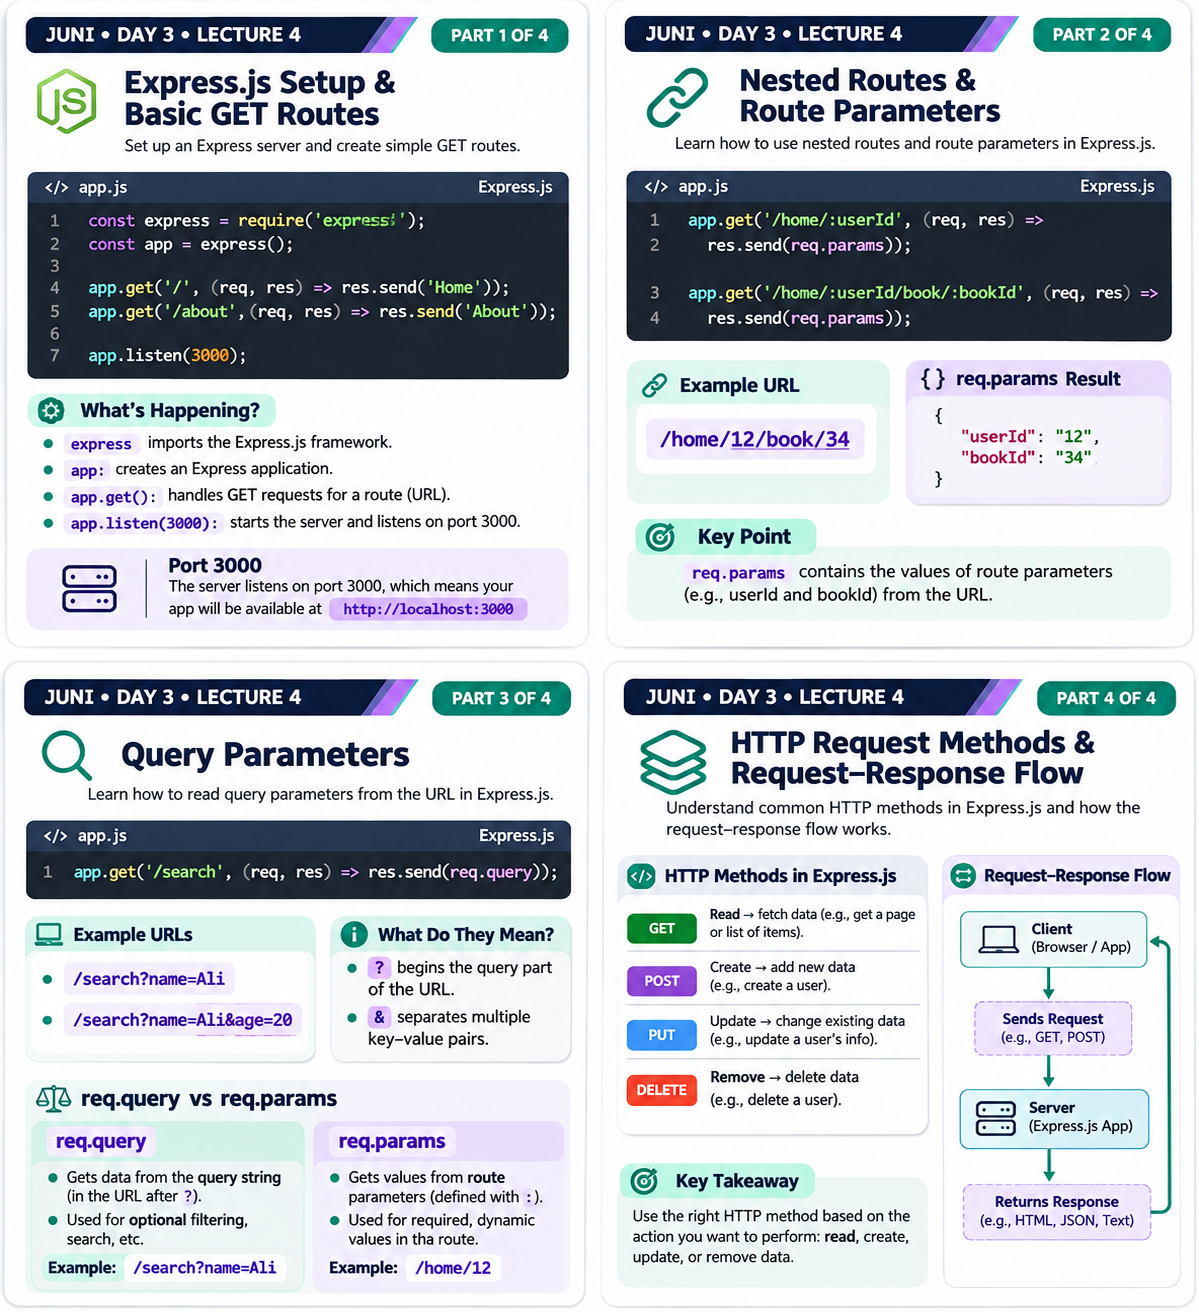 JUNI • DAY 3 • LECTURE 4
PART 1 OF 4
JS
Express.js Setup &
Basic GET Routes
Set up an Express server and create simple GET routes.
</> app.js
Express.js
1 const express = require('express');
2 const app = express();
3
4 app.get('/', (req, res) => res.send('Home'));
5 app.get('/about',(req, res) => res.send('About'));
6
7 app.listen(3000);
What's Happening?
• express imports the Express.js framework.
• app: creates an Express application.
• app.get(): handles GET requests for a route (URL).
• app.listen(3000): starts the server and listens on port 3000.
Port 3000
The server listens on port 3000, which means your
app will be available at http://localhost:3000
JUNI • DAY 3 • LECTURE 4
PART 2 OF 4
Nested Routes &
Route Parameters
Learn how to use nested routes and route parameters in Express.js.
</> app.js
Express.js
1 app.get('/home/:userId', (req, res) =>
2 res.send(req.params));
3 app.get('/home/:userId/book/:bookId', (req, res) =>
4 res.send(req.params));
Example URL
/home/12/book/34
{ } req.params Result
{
"userId": "12",
"bookId": "34"
}
Key Point
req.params contains the values of route parameters
(e.g., userId and bookId) from the URL.
JUNI • DAY 3 • LECTURE 4
PART 3 OF 4
Query Parameters
Learn how to read query parameters from the URL in Express.js.
</> app.js
Express.js
1 app.get('/search', (req, res) => res.send(req.query));
Example URLs
• /search?name=Ali
• /search?name=Ali&age=20
i What Do They Mean?
• ? begins the query part
of the URL.
• & separates multiple
key–value pairs.
req.query vs req.params
req.query
• Gets data from the query string
(in the URL after ?).
• Used for optional filtering,
search, etc.
Example: /search?name=Ali
req.params
• Gets values from route
parameters (defined with :).
• Used for required, dynamic
values in tha route.
Example: /home/12
JUNI • DAY 3 • LECTURE 4
PART 4 OF 4
HTTP Request Methods &
Request–Response Flow
Understand common HTTP methods in Express.js and how the
request–response flow works.
</> HTTP Methods in Express.js
GET
Read → fetch data (e.g., get a page
or list of items).
POST
Create → add new data
(e.g., create a user).
PUT
Update → change existing data
(e.g., update a user's info).
DELETE
Remove → delete data
(e.g., delete a user).
Key Takeaway
Use the right HTTP method based on the
action you want to perform: read, create,
update, or remove data.
Request–Response Flow
Client
(Browser / App)
Sends Request
(e.g., GET, POST)
Server
(Express.js App)
Returns Response
(e.g., HTML, JSON, Text)